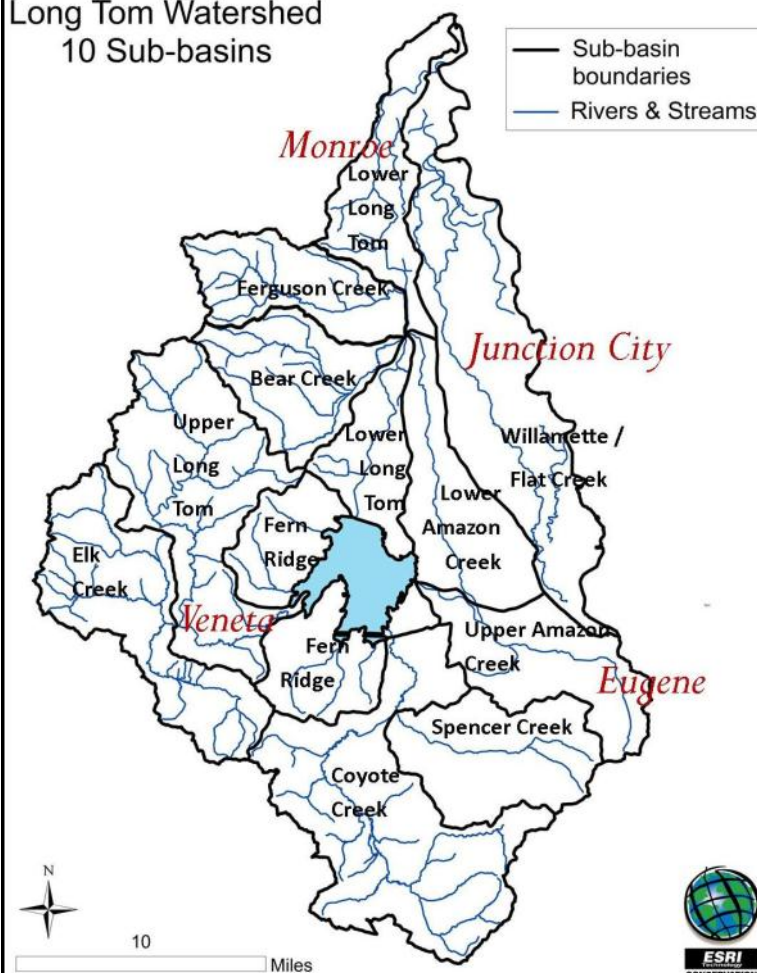 Long Tom Watershed
10 Sub-basins
Sub-basin
boundaries
Rivers & Streams
Monroe
Lower
Long
Tom
Ferguson Creek
Junction City
Bear Creek
Upper
Long
Tom
Lower
Long
Tom
Willamette /
Flat Creek
Lower
Amazon
Creek
Fern
Ridge
Elk
Creek
Veneta
Fern
Ridge
Upper Amazon
Creek
Eugene
Spencer Creek
Coyote
Creek
N
10
Miles
ESRI
Technology
CONSERVATION